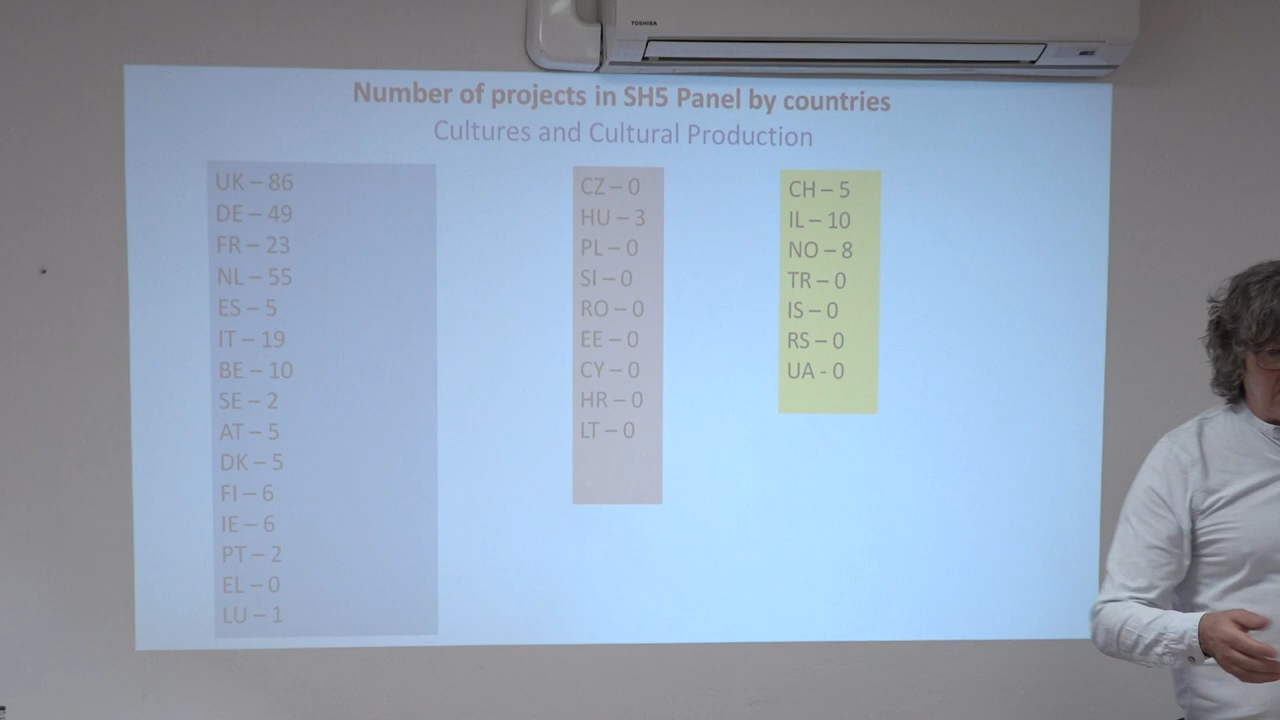 TOSHIBA
Number of projects in SH5 Panel by countries
Cultures and Cultural Production
UK – 86
DE – 49
FR – 23
NL – 55
ES – 5
IT – 19
BE – 10
SE – 2
AT – 5
DK – 5
FI – 6
IE – 6
PT – 2
EL – 0
LU – 1
CZ – 0
HU – 3
PL – 0
SI – 0
RO – 0
EE – 0
CY – 0
HR – 0
LT – 0
CH – 5
IL – 10
NO – 8
TR – 0
IS – 0
RS – 0
UA - 0